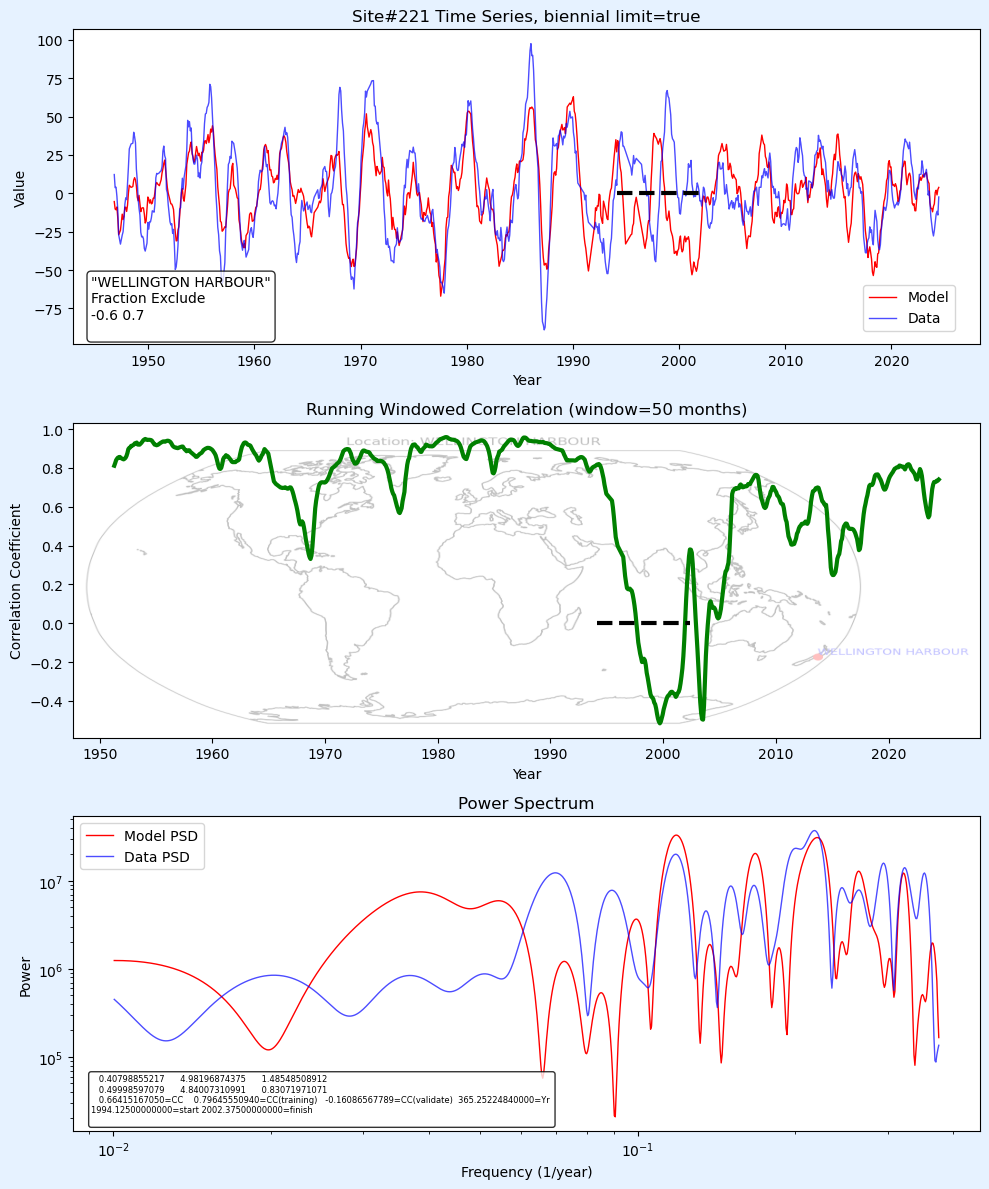 Site#221 Time Series, biennial limit=true
100
75
50
25
0
−25
−50
−75
Value
"WELLINGTON HARBOUR"
Fraction Exclude
-0.6 0.7
Model
Data
1950 1960 1970 1980 1990 2000 2010 2020
Year
Running Windowed Correlation (window=50 months)
1.0
0.8
0.6
0.4
0.2
0.0
−0.2
−0.4
Correlation Coefficient
Location: WELLINGTON HARBOUR
WELLINGTON HARBOUR
1950 1960 1970 1980 1990 2000 2010 2020
Year
Power Spectrum
Model PSD
Data PSD
10⁷
10⁶
10⁵
Power
0.40798855217 4.98196874375 1.48548508912
0.49998597079 4.84007310991 0.83071971071
0.66415167050=CC 0.79645550940=CC(training) -0.16086567789=CC(validate) 365.25224840000=Yr
1994.12500000000=start 2002.37500000000=finish
10⁻² 10⁻¹
Frequency (1/year)